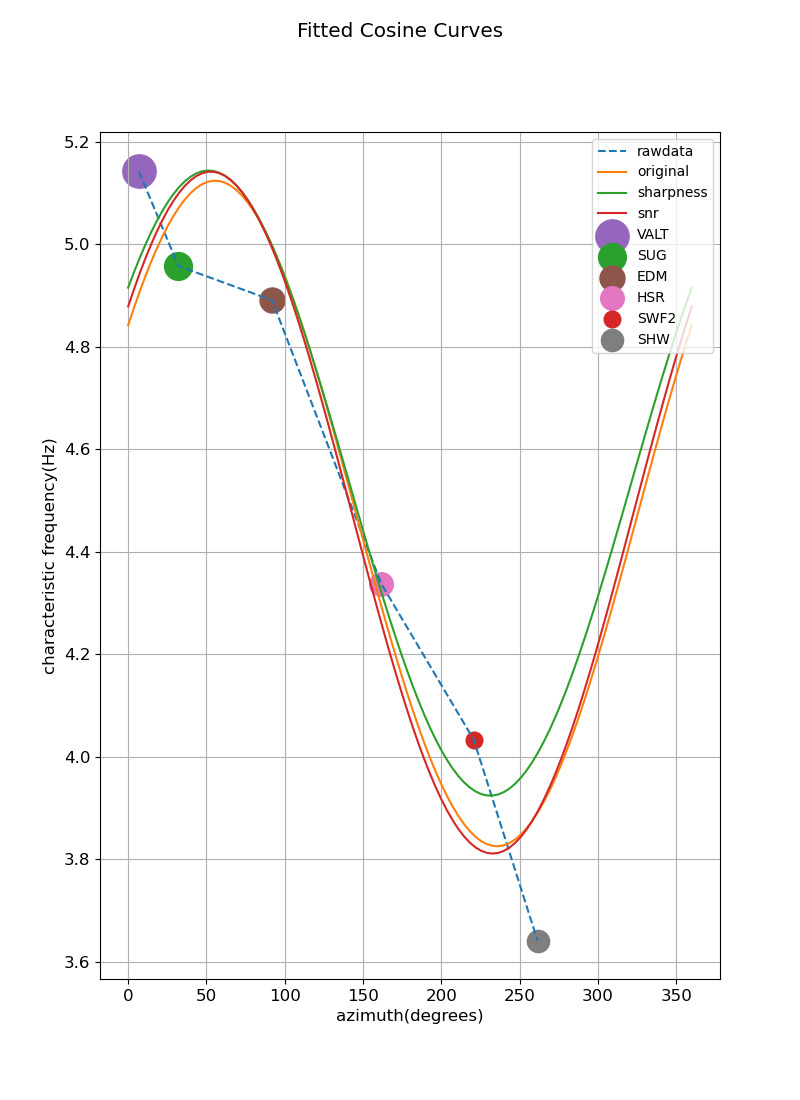 Fitted Cosine Curves
5.2
5.0
4.8
4.6
4.4
4.2
4.0
3.8
3.6
characteristic frequency(Hz)
rawdata
original
sharpness
snr
VALT
SUG
EDM
HSR
SWF2
SHW
0 50 100 150 200 250 300 350
azimuth(degrees)